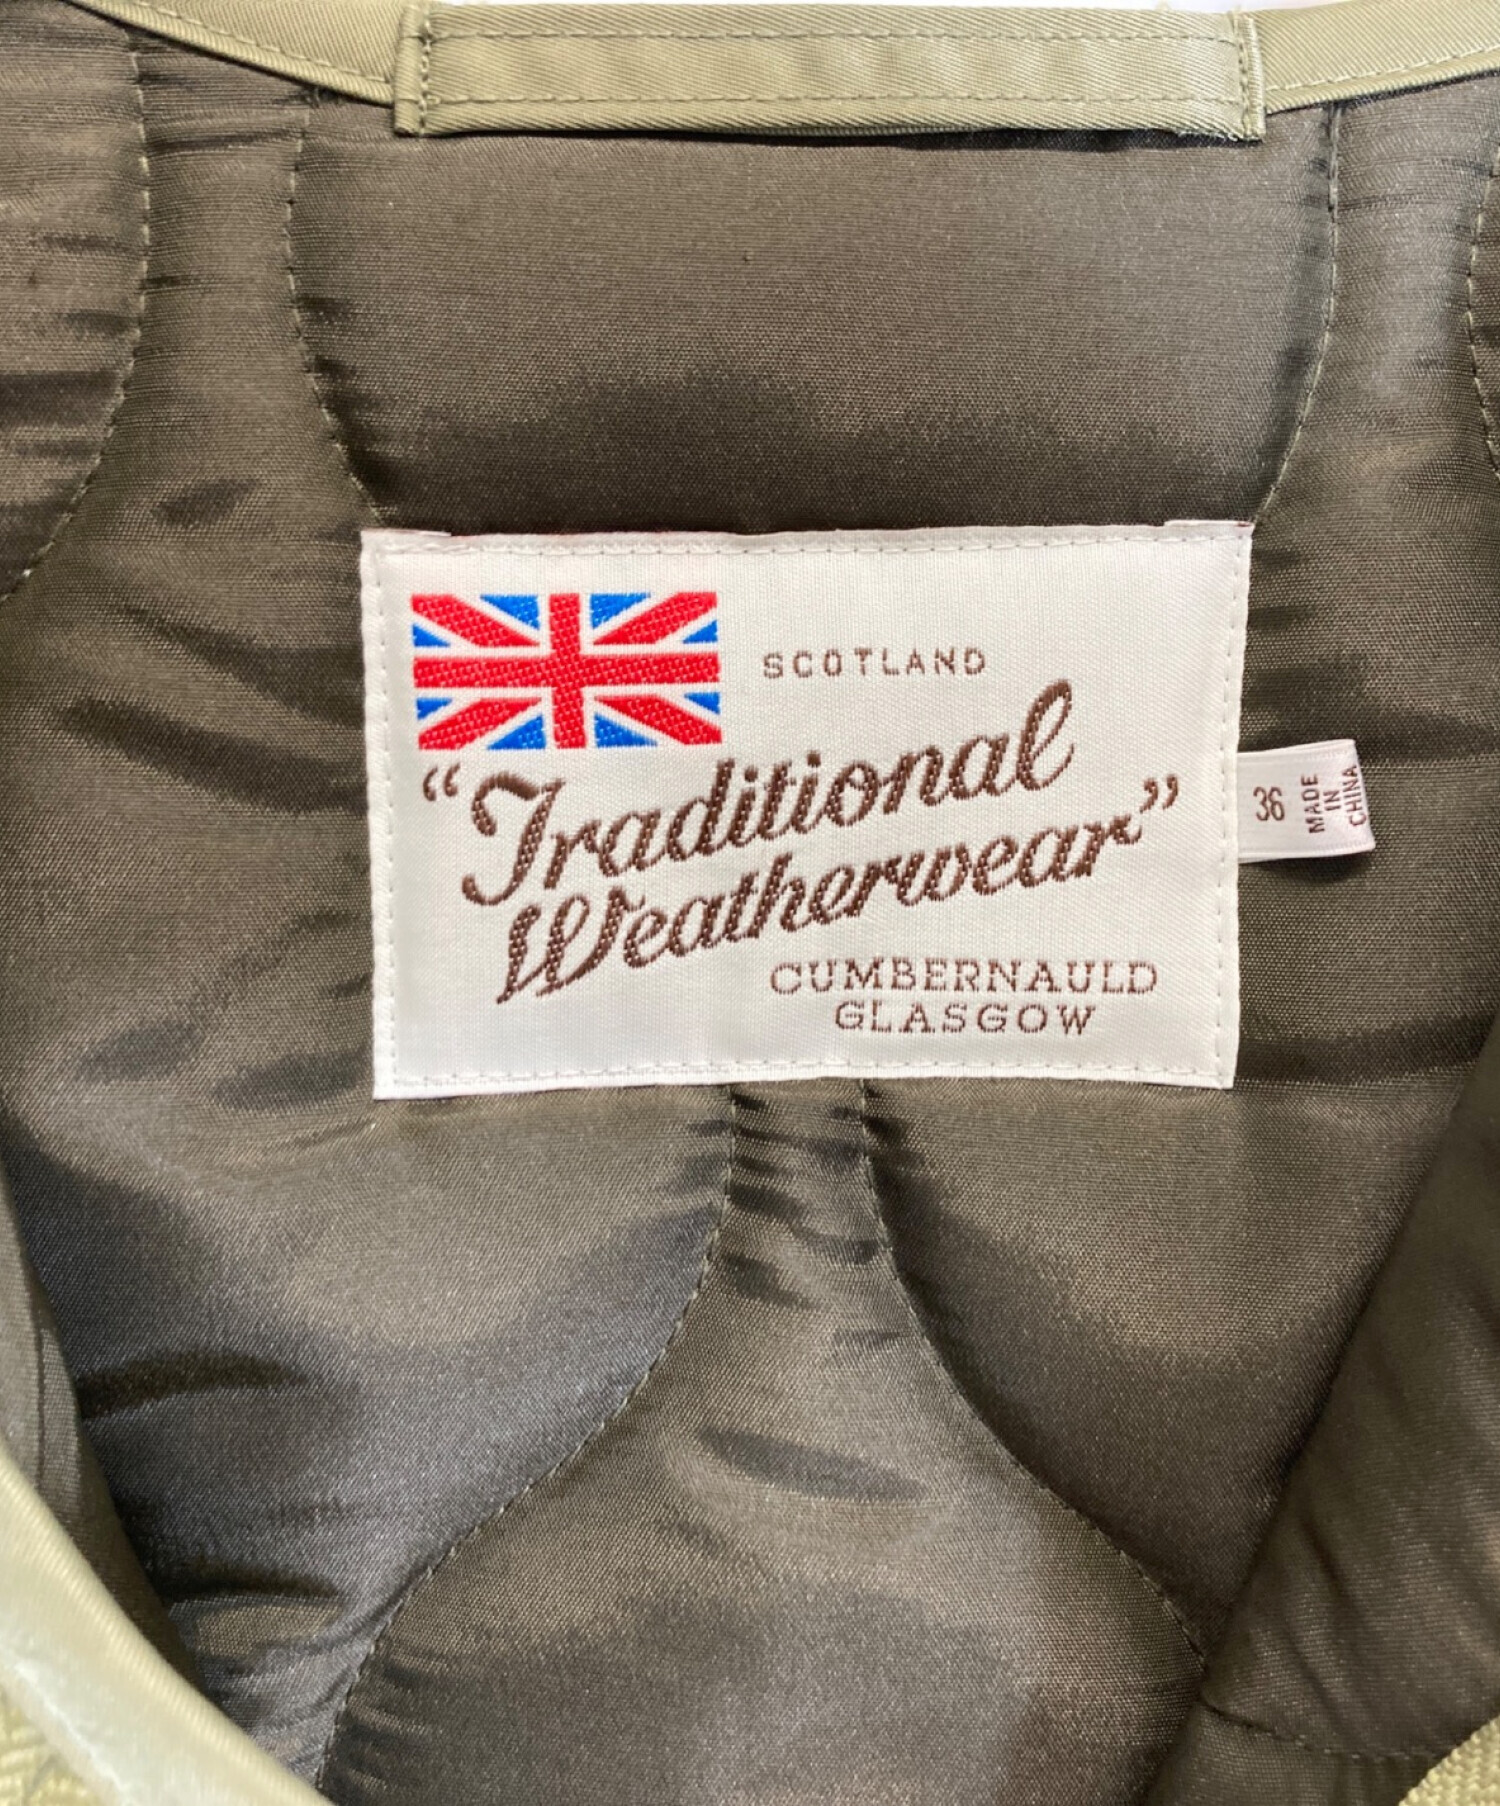 SCOTLAND
"Traditional
Weatherwear"
CUMBERNAULD
GLASGOW
36
MADE
IN
CHINA